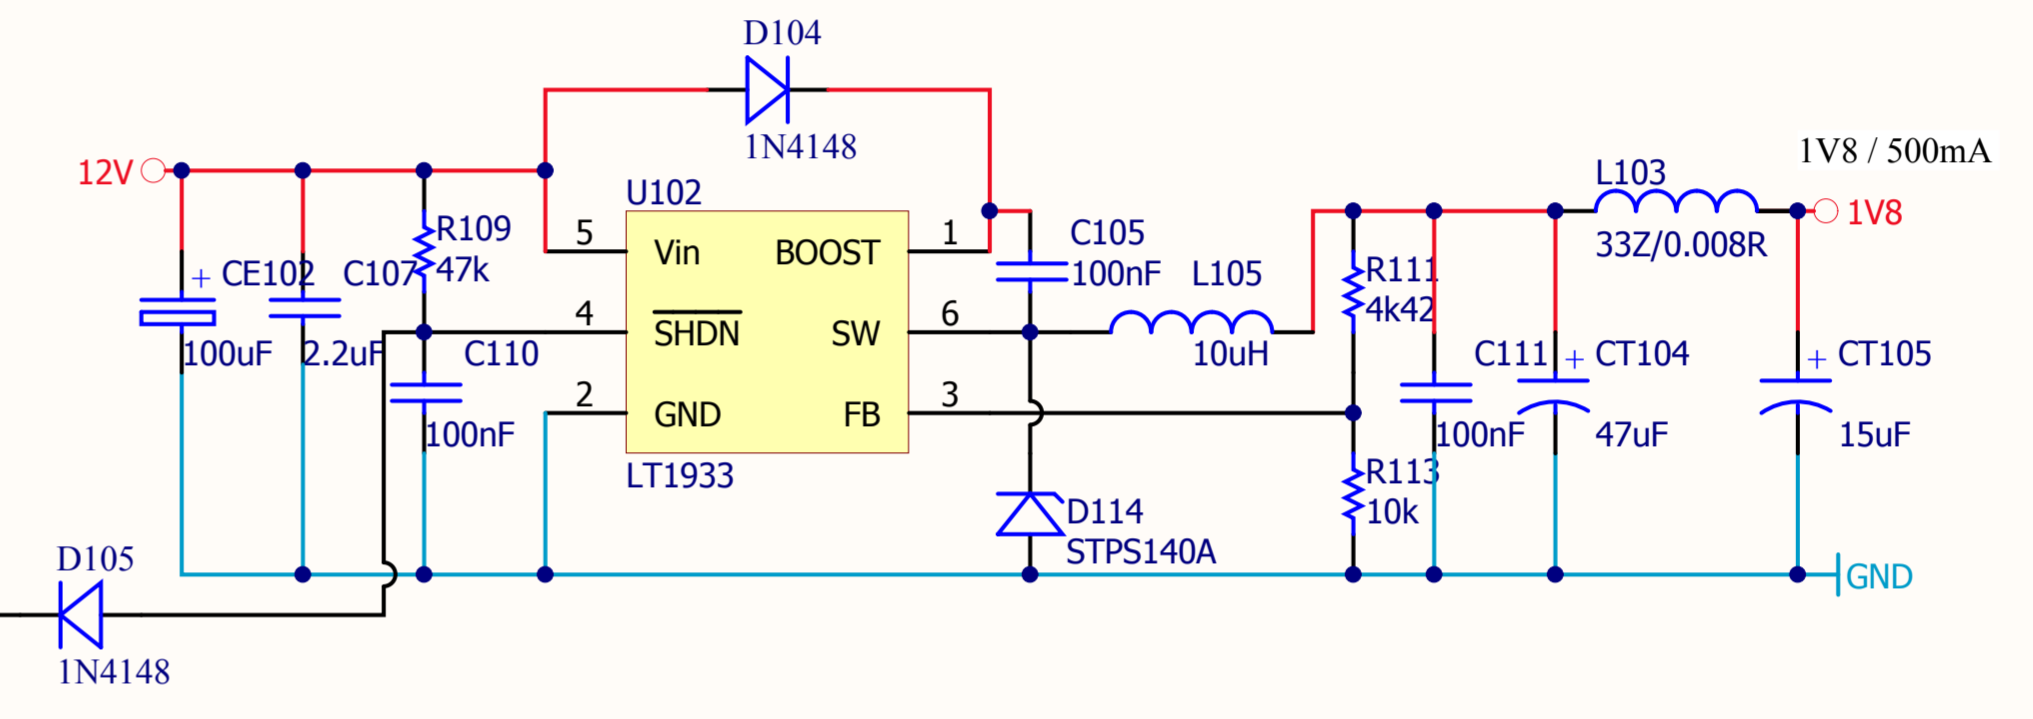 D104
1N4148
12V
U102
5
Vin
BOOST
1
4
SHDN
SW
6
2
GND
FB
3
LT1933
R109
47k
+
CE102
100uF
C107
2.2uF
C110
100nF
D105
1N4148
C105
100nF
L105
10uH
D114
STPS140A
R111
4k42
R113
10k
C111
100nF
+
CT104
47uF
L103
33Z/0.008R
1V8 / 500mA
1V8
+
CT105
15uF
GND